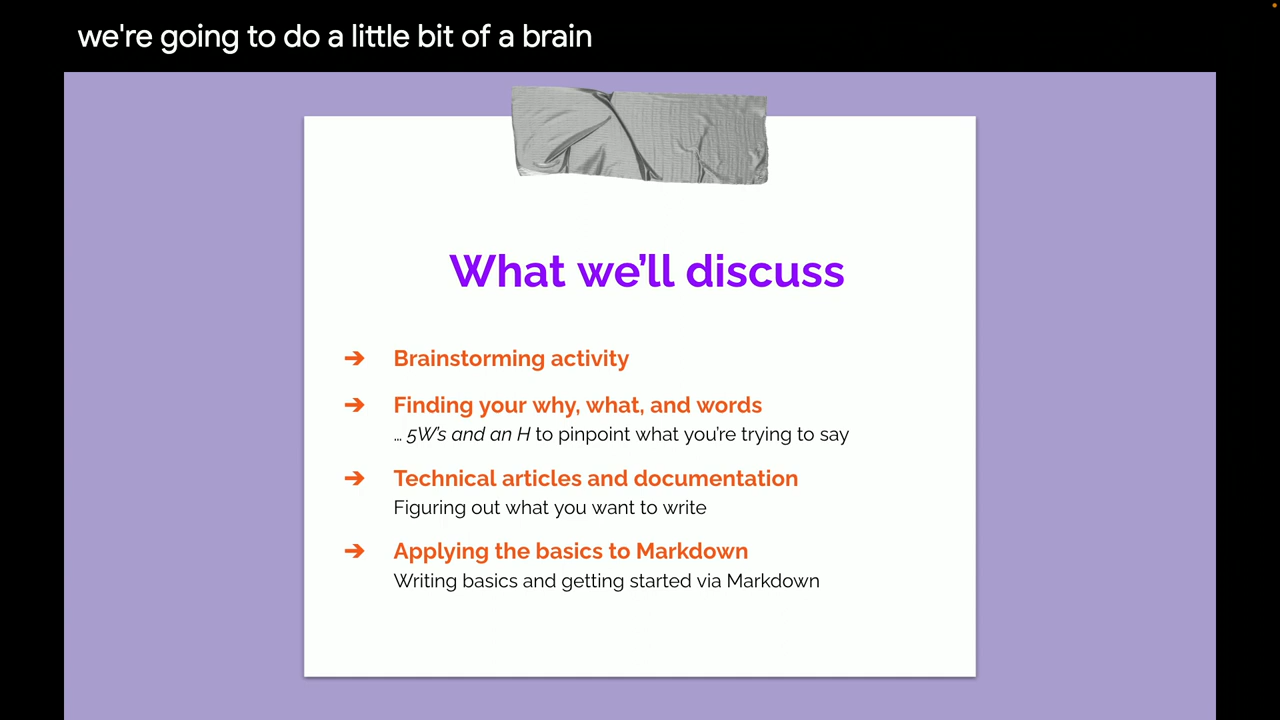 we're going to do a little bit of a brain
What we’ll discuss
➔ Brainstorming activity
➔ Finding your why, what, and words
… 5W’s and an H to pinpoint what you’re trying to say
➔ Technical articles and documentation
Figuring out what you want to write
➔ Applying the basics to Markdown
Writing basics and getting started via Markdown